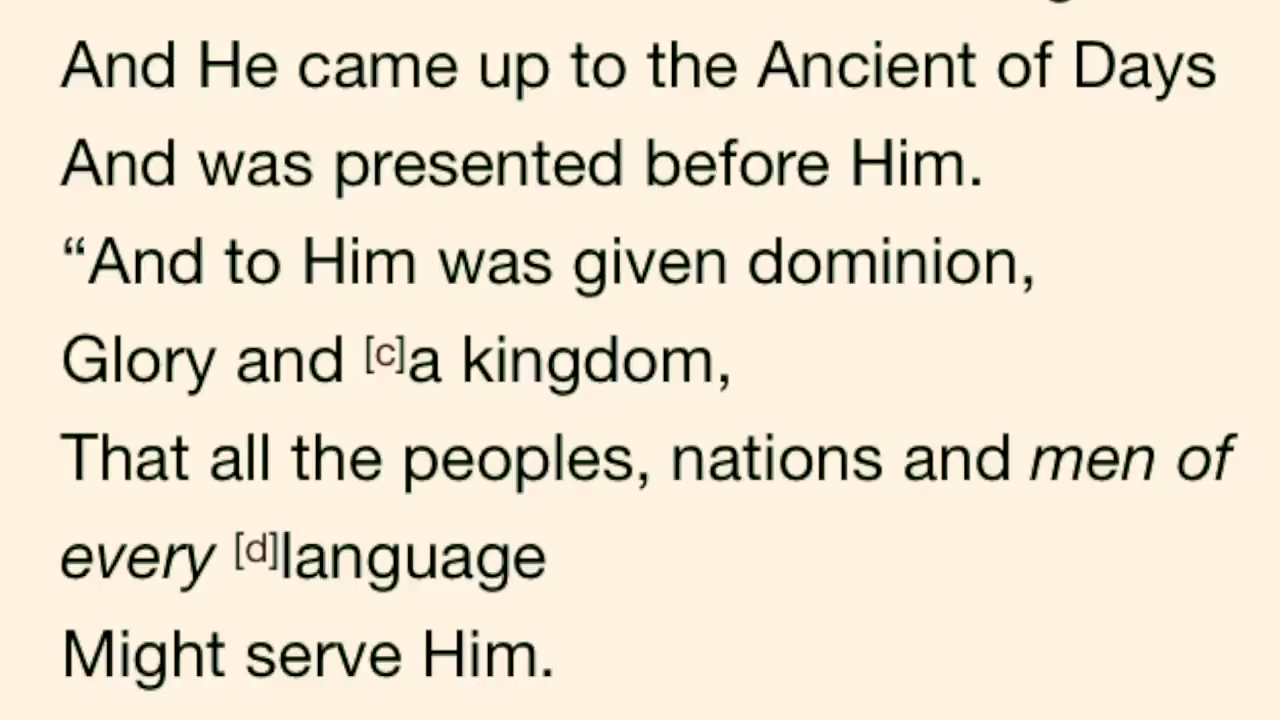 And He came up to the Ancient of Days
And was presented before Him.
“And to Him was given dominion,
Glory and [c]a kingdom,
That all the peoples, nations and men of
every [d]language
Might serve Him.